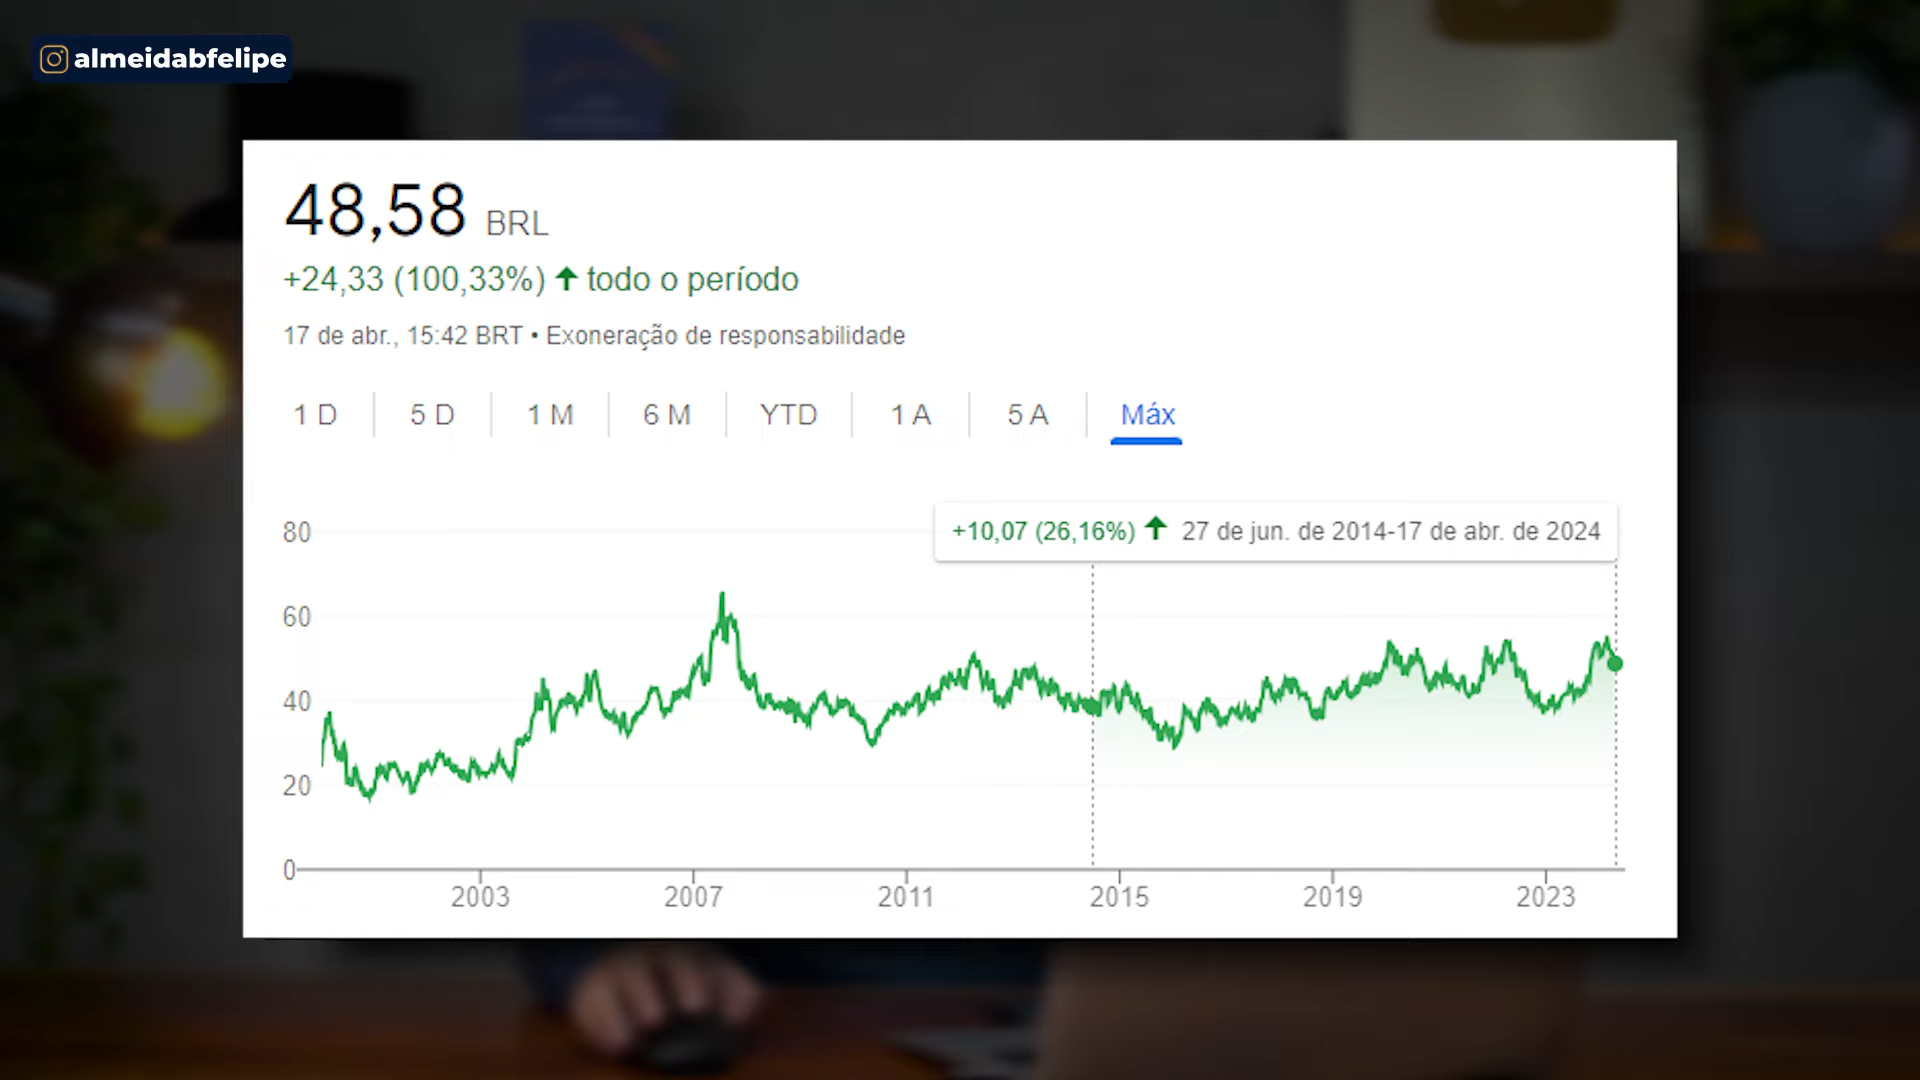 almeidabfelipe
48,58 BRL
+24,33 (100,33%) ↑ todo o período
17 de abr., 15:42 BRT • Exoneração de responsabilidade
1 D 5 D 1 M 6 M YTD 1 A 5 A Máx
+10,07 (26,16%) ↑ 27 de jun. de 2014-17 de abr. de 2024
80
60
40
20
0
2003 2007 2011 2015 2019 2023